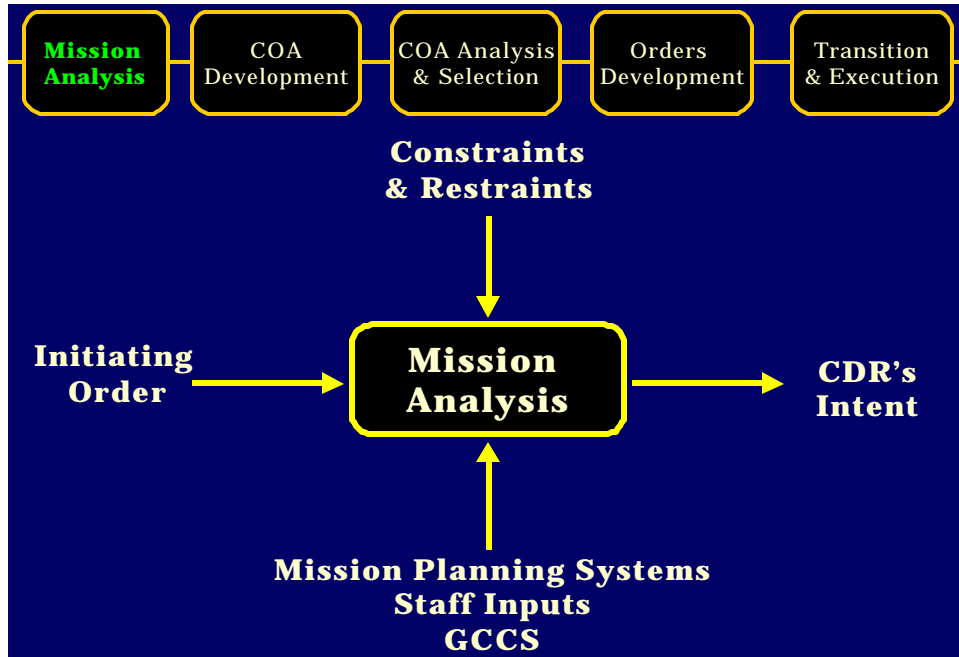 Mission
Analysis
COA
Development
COA Analysis
& Selection
Orders
Development
Transition
& Execution
Constraints
& Restraints
Initiating
Order
Mission
Analysis
CDR’s
Intent
Mission Planning Systems
Staff Inputs
GCCS